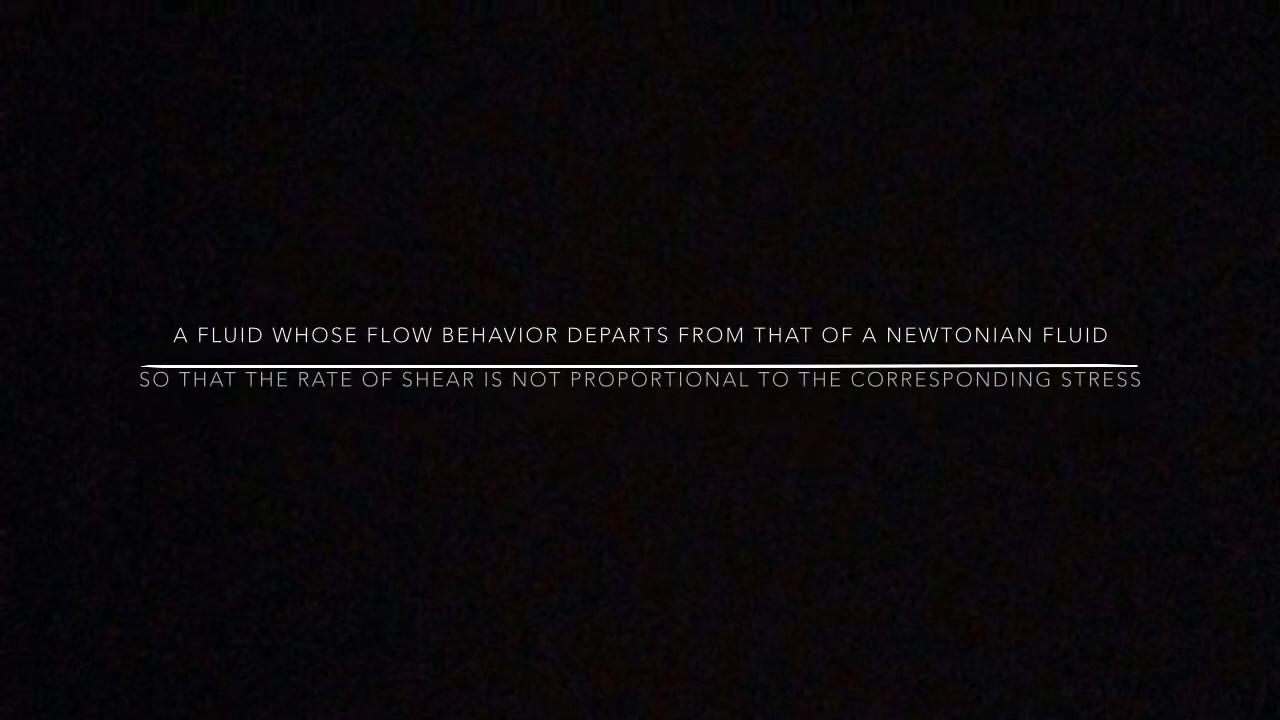 A FLUID WHOSE FLOW BEHAVIOR DEPARTS FROM THAT OF A NEWTONIAN FLUID
SO THAT THE RATE OF SHEAR IS NOT PROPORTIONAL TO THE CORRESPONDING STRESS